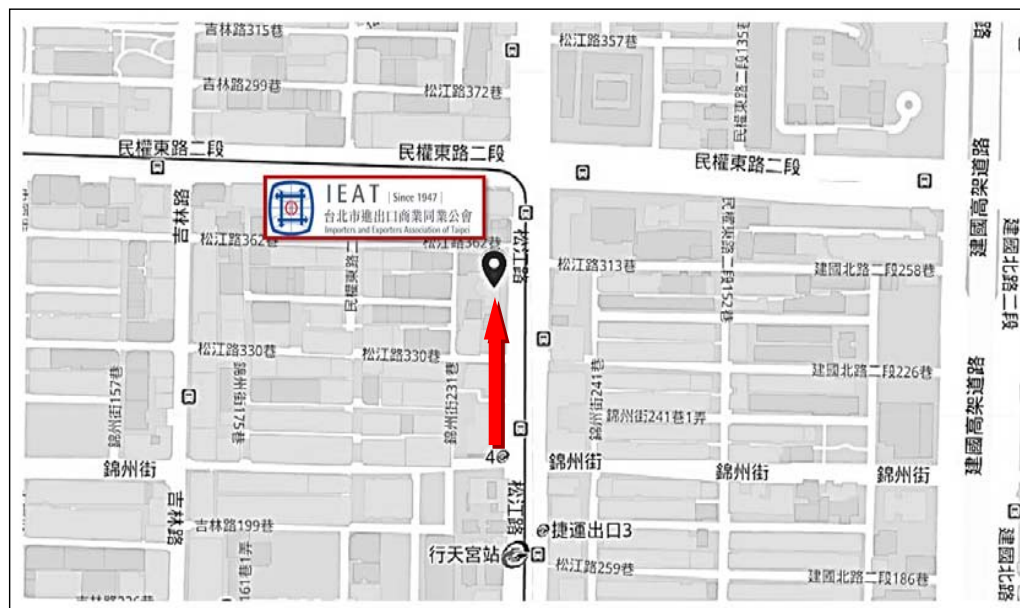 吉林路315巷
松江路357巷
民權東路二段135巷
路
吉林路299巷
松江路372巷
民權東路二段
民權東路二段
民權東路二段
建國高架道路
IEAT | Since 1947 |
台北市進出口商業同業公會
Importers and Exporters Association of Taipei
吉林路
松江路362巷
松江路362巷
松江路
民權東路二
民權東路二段152巷
松江路313巷
建國北路二段258巷
建國北路二段
松江路330巷
松江路330巷
建國北路二段226巷
錦州街157巷
錦州街175巷
錦州街231巷
錦州街241巷
錦州街241巷1弄
建國高架道路
4
錦州街
錦州街
錦州街
錦州街
吉林路
松江路
吉林路199巷
捷運出口3
行天宮站
松江路259巷
建國北路二段186巷
161巷1弄
建國北路